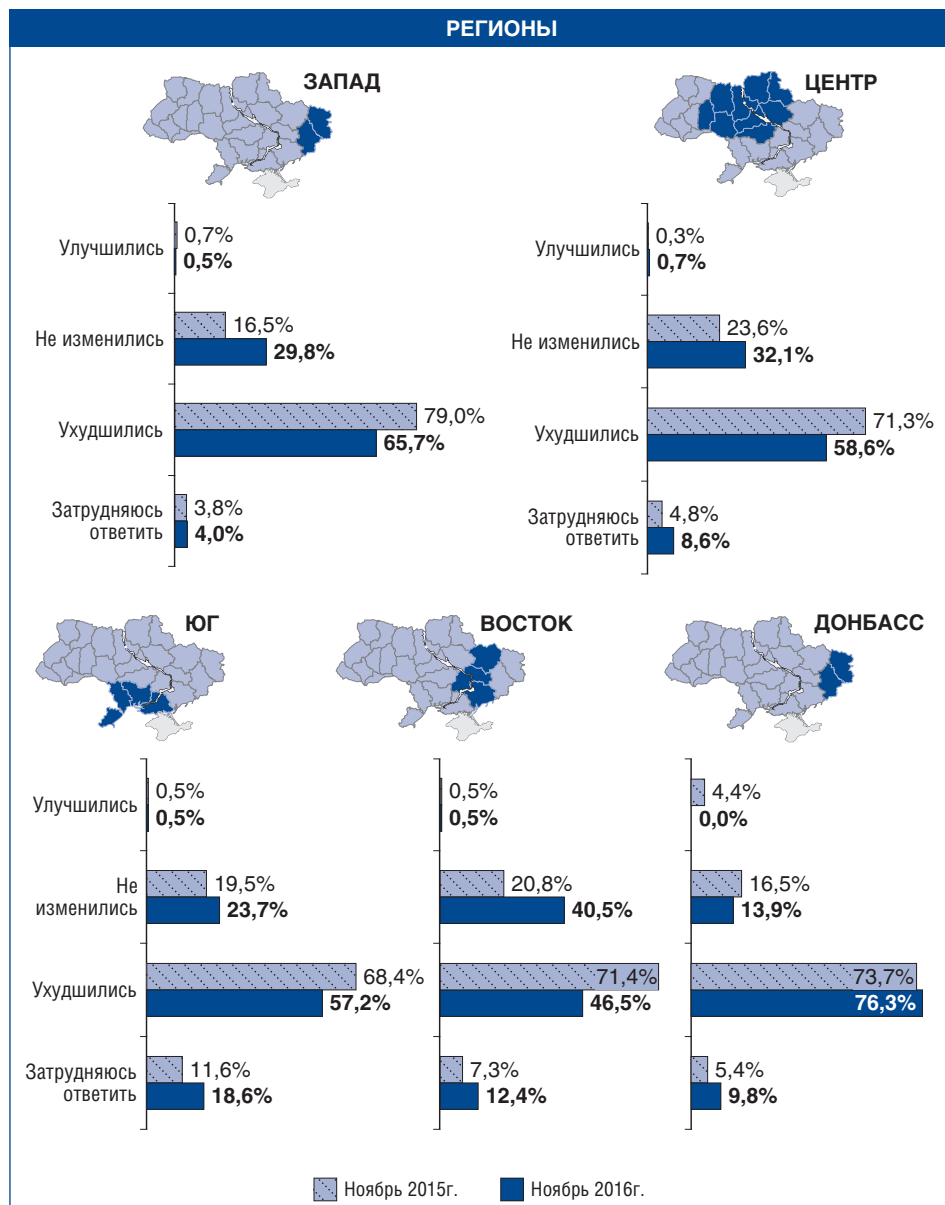 РЕГИОНЫ
ЗАПАД
Улучшились
0,7%
0,5%
Не изменились
16,5%
29,8%
Ухудшились
79,0%
65,7%
Затрудняюсь
ответить
3,8%
4,0%
ЦЕНТР
Улучшились
0,3%
0,7%
Не изменились
23,6%
32,1%
Ухудшились
71,3%
58,6%
Затрудняюсь
ответить
4,8%
8,6%
ЮГ
Улучшились
0,5%
0,5%
Не
изменились
19,5%
23,7%
Ухудшились
68,4%
57,2%
Затрудняюсь
ответить
11,6%
18,6%
ВОСТОК
0,5%
0,5%
20,8%
40,5%
71,4%
46,5%
7,3%
12,4%
ДОНБАСС
4,4%
0,0%
16,5%
13,9%
73,7%
76,3%
5,4%
9,8%
Ноябрь 2015г.
Ноябрь 2016г.